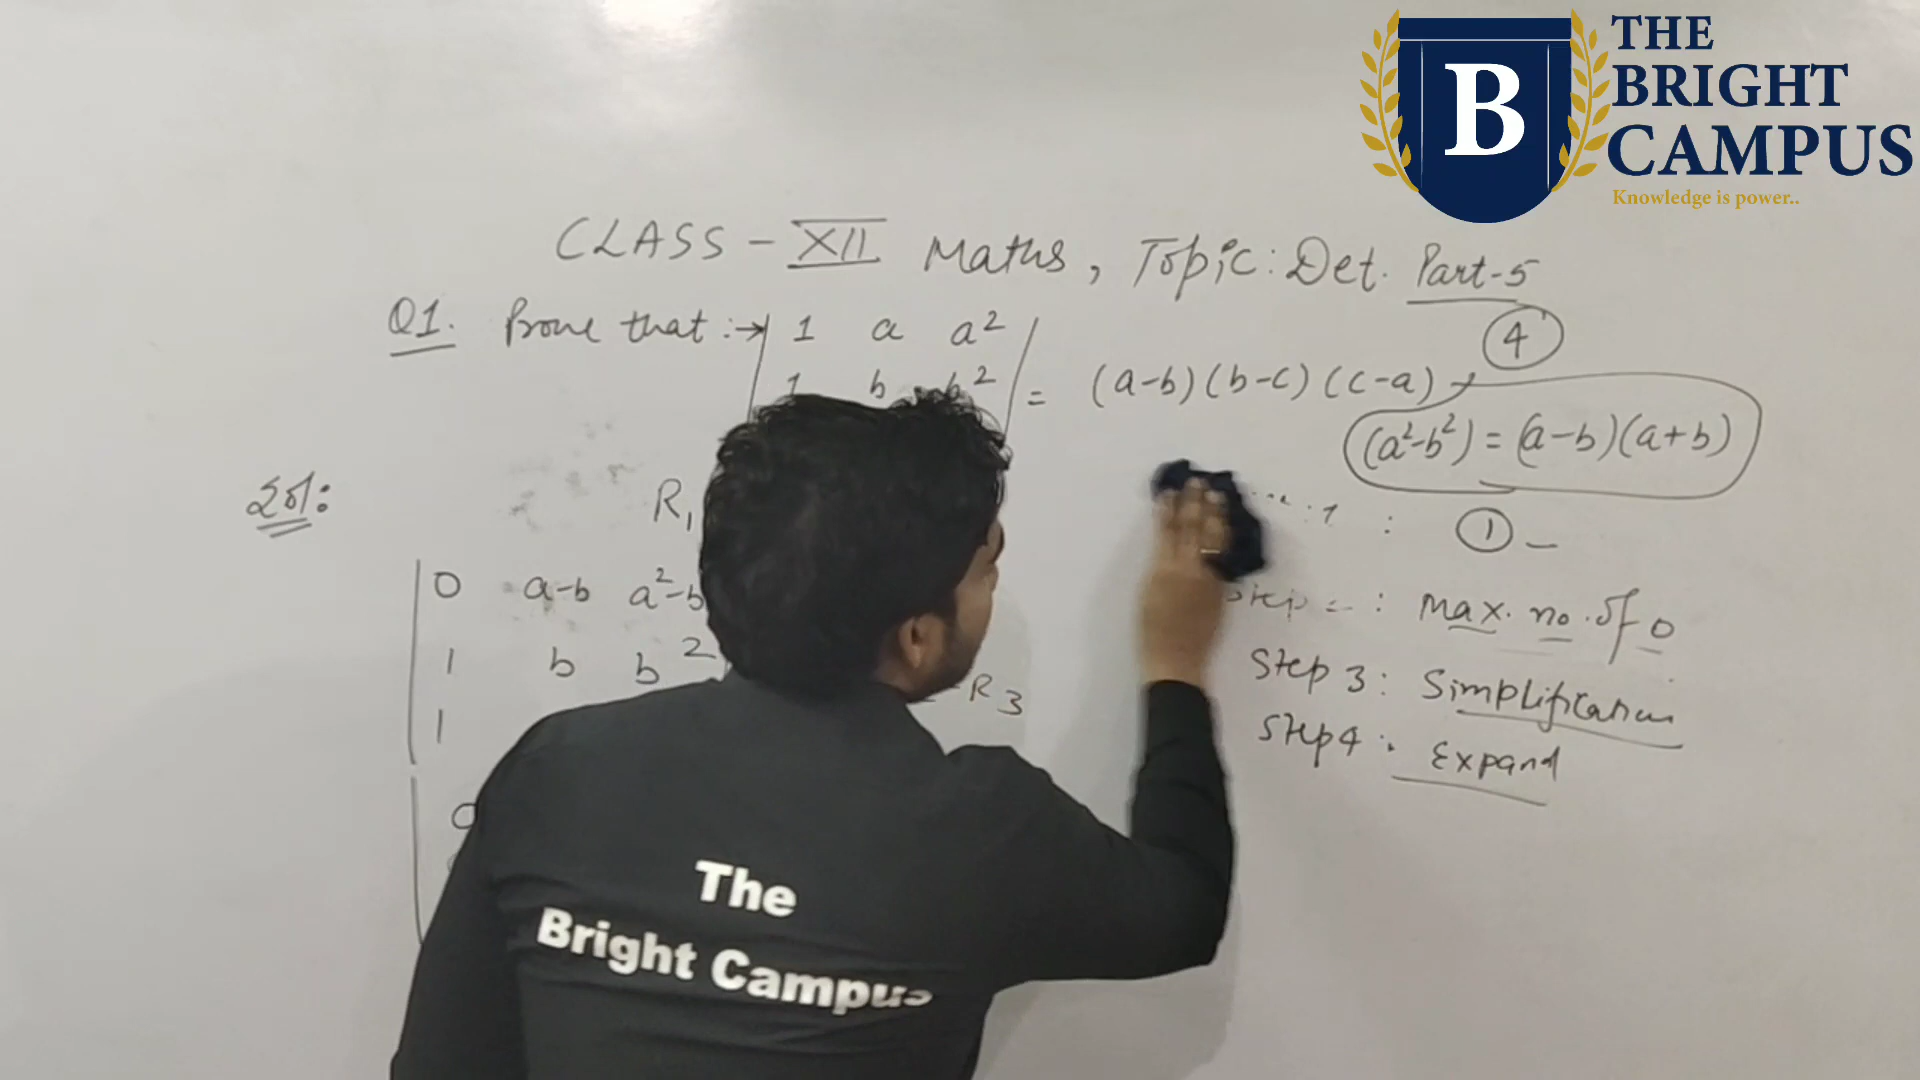 THE
BRIGHT
CAMPUS
Knowledge is power..
B
CLASS - XII Maths, Topic: Det. Part-5
Q1. Prove that :→ | 1 a a² |
1 b b² | = (a-b)(b-c)(c-a)
4
(a²-b²) = (a-b)(a+b)
Sol:
R₁
: 1 -
0 a-b a²-b
: Max. no. of 0
1 b b²
Step 3: Simplification
R3
1
Step 4: Expand
0
The
Bright Campus